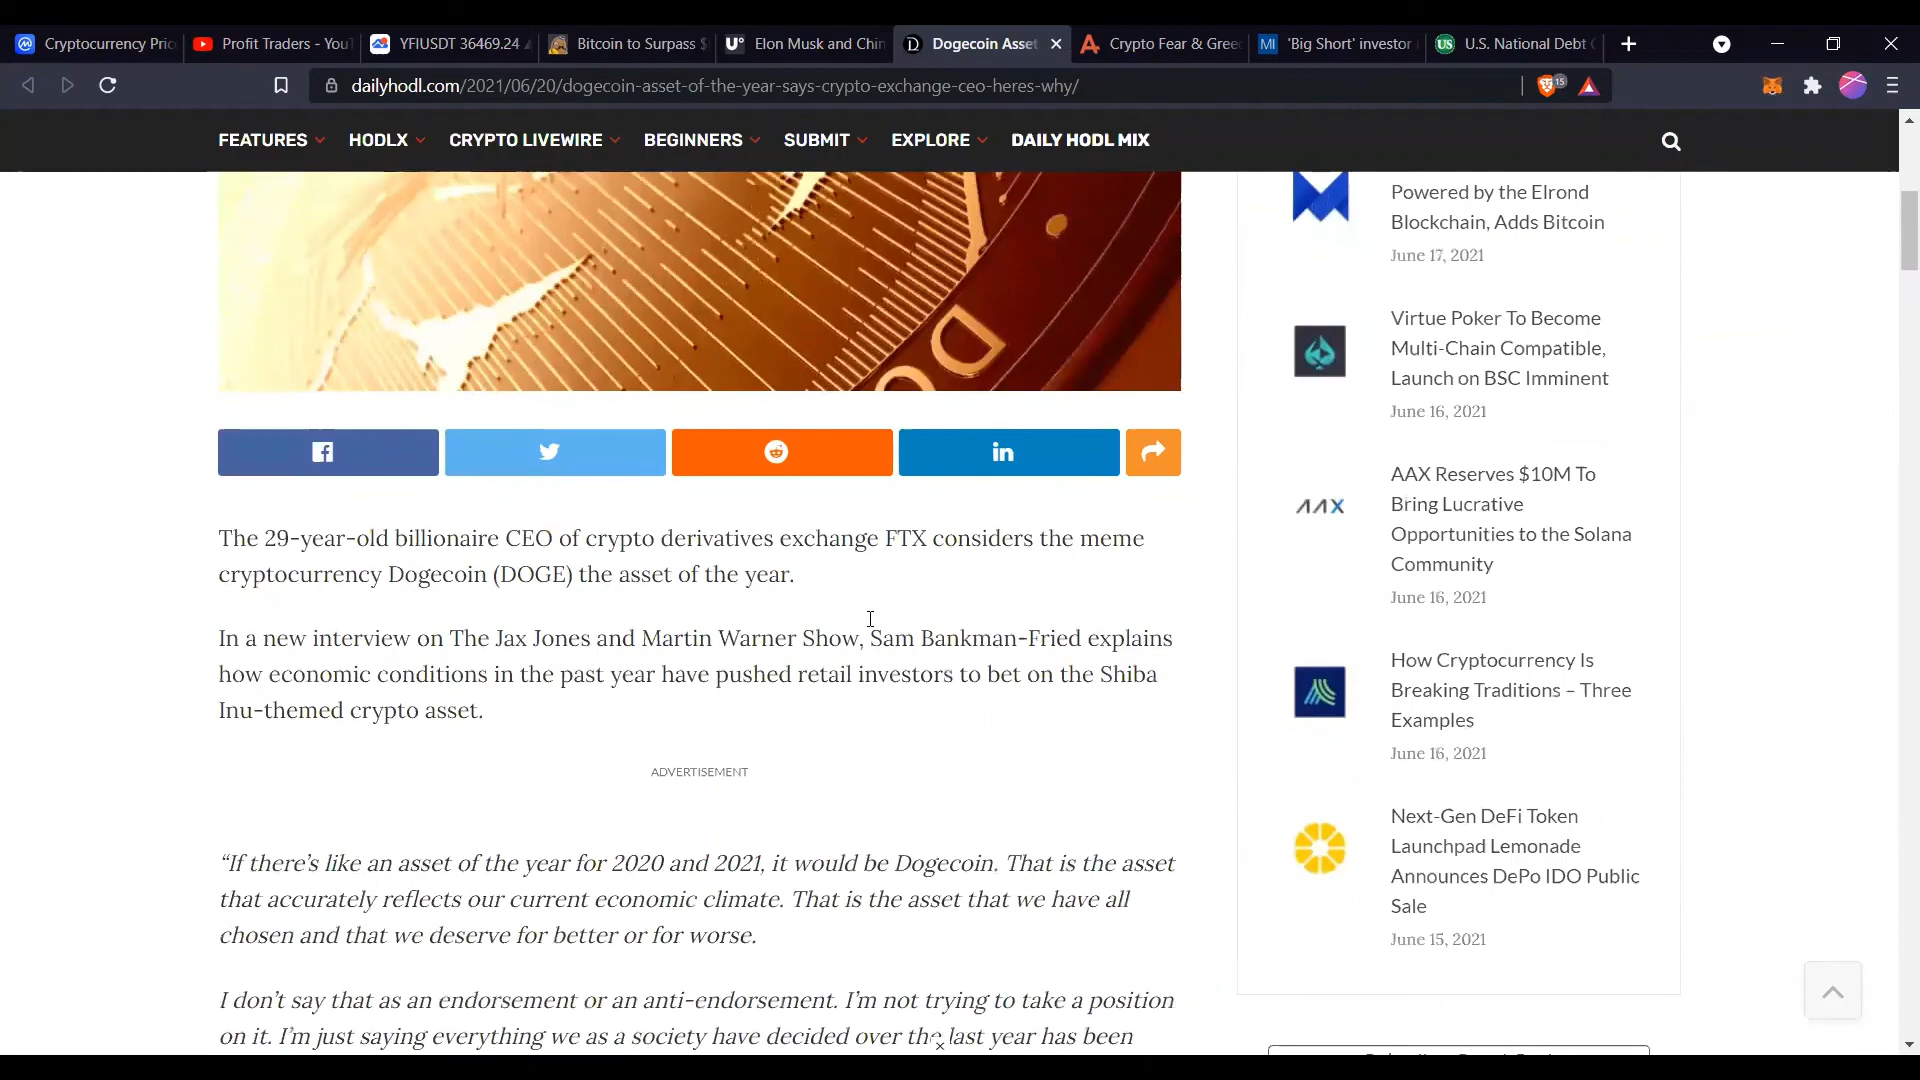 Cryptocurrency Pric
Profit Traders - YouT
YFIUSDT 36469.24
Bitcoin to Surpass $
Elon Musk and Chin
Dogecoin Asset
Crypto Fear & Gree
'Big Short' investor
U.S. National Debt
dailyhodl.com/2021/06/20/dogecoin-asset-of-the-year-says-crypto-exchange-ceo-heres-why/
15
FEATURES
HODLX
CRYPTO LIVEWIRE
BEGINNERS
SUBMIT
EXPLORE
DAILY HODL MIX
The 29-year-old billionaire CEO of crypto derivatives exchange FTX considers the meme
cryptocurrency Dogecoin (DOGE) the asset of the year.
In a new interview on The Jax Jones and Martin Warner Show, Sam Bankman-Fried explains
how economic conditions in the past year have pushed retail investors to bet on the Shiba
Inu-themed crypto asset.
ADVERTISEMENT
“If there’s like an asset of the year for 2020 and 2021, it would be Dogecoin. That is the asset
that accurately reflects our current economic climate. That is the asset that we have all
chosen and that we deserve for better or for worse.
I don’t say that as an endorsement or an anti-endorsement. I’m not trying to take a position
on it. I’m just saying everything we as a society have decided over the last year has been
Powered by the Elrond
Blockchain, Adds Bitcoin
June 17, 2021
Virtue Poker To Become
Multi-Chain Compatible,
Launch on BSC Imminent
June 16, 2021
AAX
AAX Reserves $10M To
Bring Lucrative
Opportunities to the Solana
Community
June 16, 2021
How Cryptocurrency Is
Breaking Traditions – Three
Examples
June 16, 2021
Next-Gen DeFi Token
Launchpad Lemonade
Announces DePo IDO Public
Sale
June 15, 2021